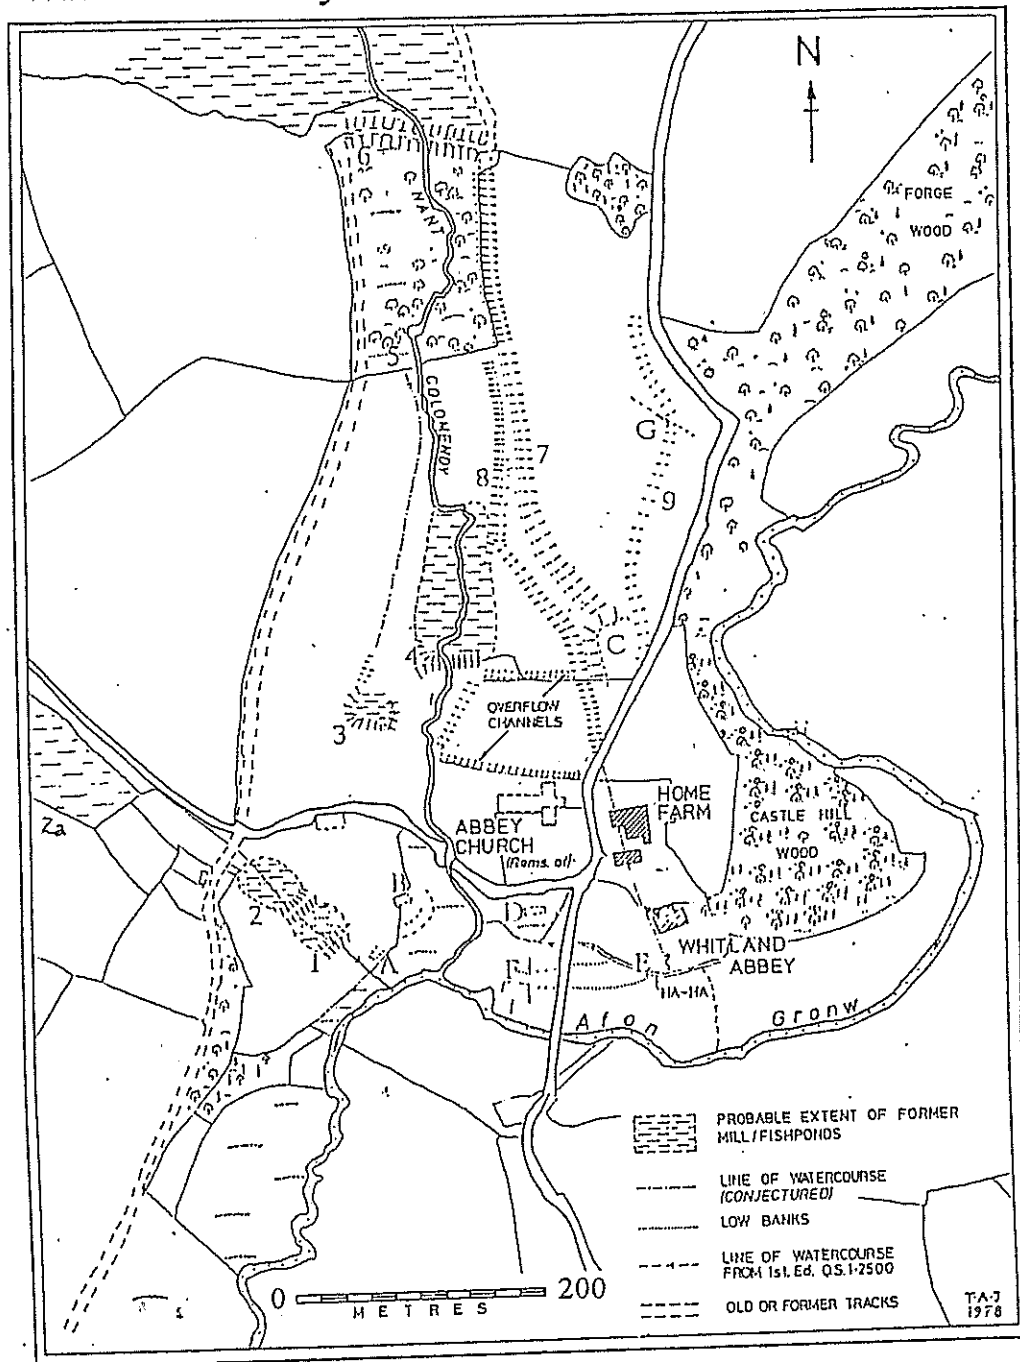 N
6
NANT
FORGE
WOOD
5
COLOMENDY
G
7
8
9
J
C
4
OVERFLOW
CHANNELS
3
2a
HOME
FARM
ABBEY
CHURCH
(Rems. of)
CASTLE HILL
WOOD
B
2
D
1
A
WHITLAND
ABBEY
F
E
HA-HA
Afon
Gronw
PROBABLE EXTENT OF FORMER
MILL/FISHPONDS
LINE OF WATERCOURSE
(CONJECTURED)
LOW BANKS
LINE OF WATERCOURSE
FROM 1st. Ed. O.S. 1·2500
OLD OR FORMER TRACKS
0 200
METRES
T·A·J
1978